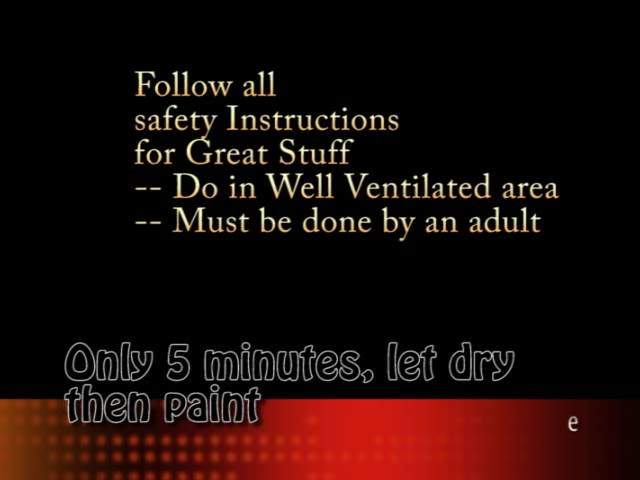 Follow all
safety Instructions
for Great Stuff
-- Do in Well Ventilated area
-- Must be done by an adult
Only 5 minutes, let dry
then paint
e